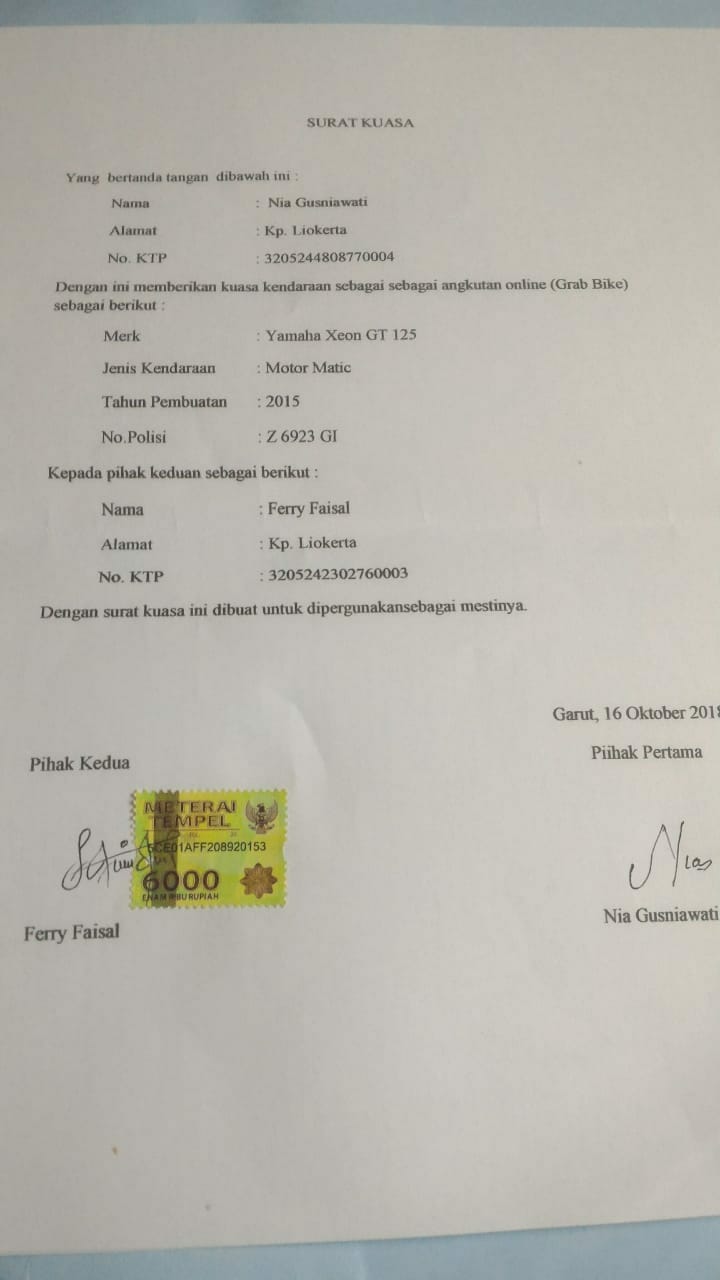 SURAT KUASA
Yang bertanda tangan dibawah ini :
Nama : Nia Gusniawati
Alamat : Kp. Liokerta
No. KTP : 3205244808770004
Dengan ini memberikan kuasa kendaraan sebagai sebagai angkutan online (Grab Bike)
sebagai berikut :
Merk : Yamaha Xeon GT 125
Jenis Kendaraan : Motor Matic
Tahun Pembuatan : 2015
No.Polisi : Z 6923 GI
Kepada pihak keduan sebagai berikut :
Nama : Ferry Faisal
Alamat : Kp. Liokerta
No. KTP : 3205242302760003
Dengan surat kuasa ini dibuat untuk dipergunakansebagai mestinya.
Garut, 16 Oktober 2018
Pihak Kedua
Piihak Pertama
METERAI
TEMPEL
6000
ENAM RIBU RUPIAH
Ferry Faisal
Nia Gusniawati